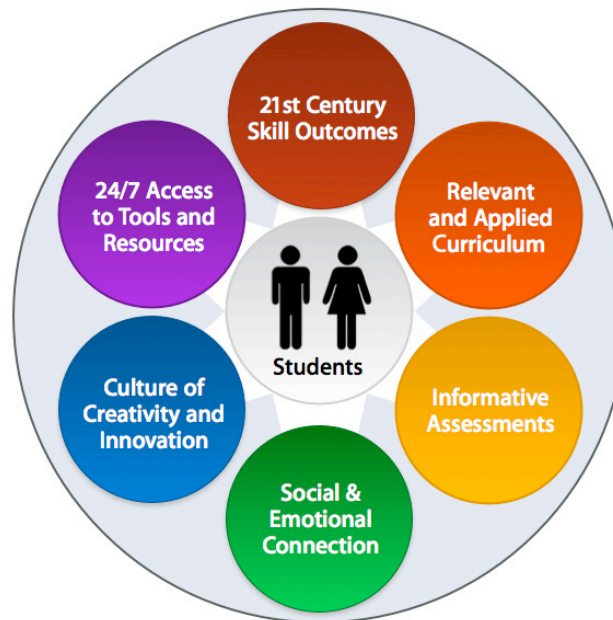 21st Century
Skill Outcomes
Relevant
and Applied
Curriculum
Informative
Assessments
Social &
Emotional
Connection
Culture of
Creativity and
Innovation
24/7 Access
to Tools and
Resources
Students